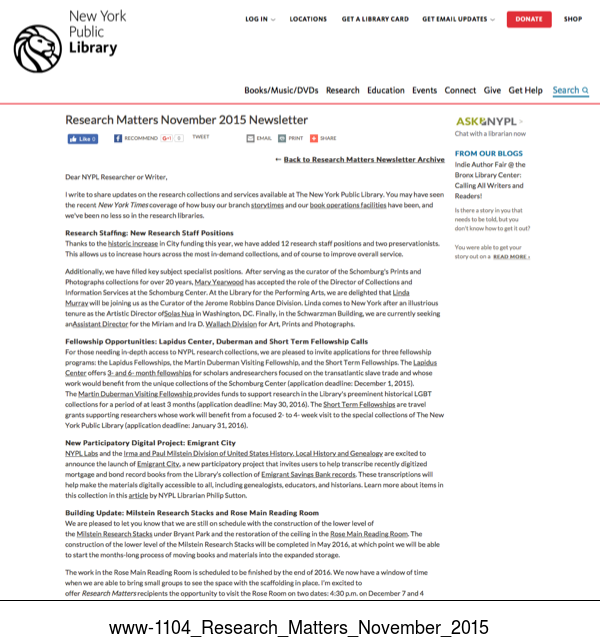 New York
Public
Library
LOG IN
LOCATIONS
GET A LIBRARY CARD
GET EMAIL UPDATES
DONATE
SHOP
Books/Music/DVDs Research Education Events Connect Give Get Help Search
Research Matters November 2015 Newsletter
Like 0
RECOMMEND
G+1
0
TWEET
EMAIL
PRINT
SHARE
← Back to Research Matters Newsletter Archive
Dear NYPL Researcher or Writer,
I write to share updates on the research collections and services available at The New York Public Library. You may have seen
the recent New York Times coverage of how busy our branch storytimes and our book operations facilities have been, and
we've been no less so in the research libraries.
Research Staffing: New Research Staff Positions
Thanks to the historic increase in City funding this year, we have added 12 research staff positions and two preservationists.
This allows us to increase hours across the most in-demand collections, and of course to improve overall service.
Additionally, we have filled key subject specialist positions. After serving as the curator of the Schomburg's Prints and
Photographs collections for over 20 years, Mary Yearwood has accepted the role of the Director of Collections and
Information Services at the Schomburg Center. At the Library for the Performing Arts, we are delighted that Linda
Murray will be joining us as the Curator of the Jerome Robbins Dance Division. Linda comes to New York after an illustrious
tenure as the Artistic Director ofSolas Nua in Washington, DC. Finally, in the Schwarzman Building, we are currently seeking
anAssistant Director for the Miriam and Ira D. Wallach Division for Art, Prints and Photographs.
Fellowship Opportunities: Lapidus Center, Duberman and Short Term Fellowship Calls
For those needing in-depth access to NYPL research collections, we are pleased to invite applications for three fellowship
programs: the Lapidus Fellowships, the Martin Duberman Visiting Fellowship, and the Short Term Fellowships. The Lapidus
Center offers 3- and 6- month fellowships for scholars andresearchers focused on the transatlantic slave trade and whose
work would benefit from the unique collections of the Schomburg Center (application deadline: December 1, 2015).
The Martin Duberman Visiting Fellowship provides funds to support research in the Library's preeminent historical LGBT
collections for a period of at least 3 months (application deadline: May 30, 2016). The Short Term Fellowships are travel
grants supporting researchers whose work will benefit from a focused 2- to 4- week visit to the special collections of The New
York Public Library (application deadline: January 31, 2016).
New Participatory Digital Project: Emigrant City
NYPL Labs and the Irma and Paul Milstein Division of United States History, Local History and Genealogy are excited to
announce the launch of Emigrant City, a new participatory project that invites users to help transcribe recently digitized
mortgage and bond record books from the Library's collection of Emigrant Savings Bank records. These transcriptions will
help make the materials digitally accessible to all, including genealogists, educators, and historians. Learn more about items in
this collection in this article by NYPL Librarian Philip Sutton.
Building Update: Milstein Research Stacks and Rose Main Reading Room
We are pleased to let you know that we are still on schedule with the construction of the lower level of
the Milstein Research Stacks under Bryant Park and the restoration of the ceiling in the Rose Main Reading Room. The
construction of the lower level of the Milstein Research Stacks will be completed in May 2016, at which point we will be able
to start the months-long process of moving books and materials into the expanded storage.
The work in the Rose Main Reading Room is scheduled to be finished by the end of 2016. We now have a window of time
when we are able to bring small groups to see the space with the scaffolding in place. I'm excited to
offer Research Matters recipients the opportunity to visit the Rose Room on two dates: 4:30 p.m. on December 7 and 4
ASK NYPL >
Chat with a librarian now
FROM OUR BLOGS
Indie Author Fair @ the
Bronx Library Center:
Calling All Writers and
Readers!
Is there a story in you that
needs to be told, but you
don't know how to get it out?
You were able to get your
story out on a READ MORE ›
www-1104_Research_Matters_November_2015